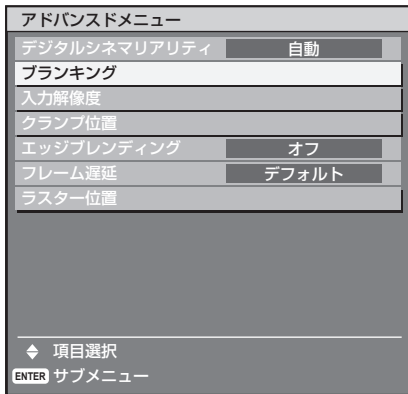 アドバンスドメニュー
デジタルシネマリアリティ 自動
ブランキング
入力解像度
クランプ位置
エッジブレンディング オフ
フレーム遅延 デフォルト
ラスター位置
項目選択
ENTER サブメニュー